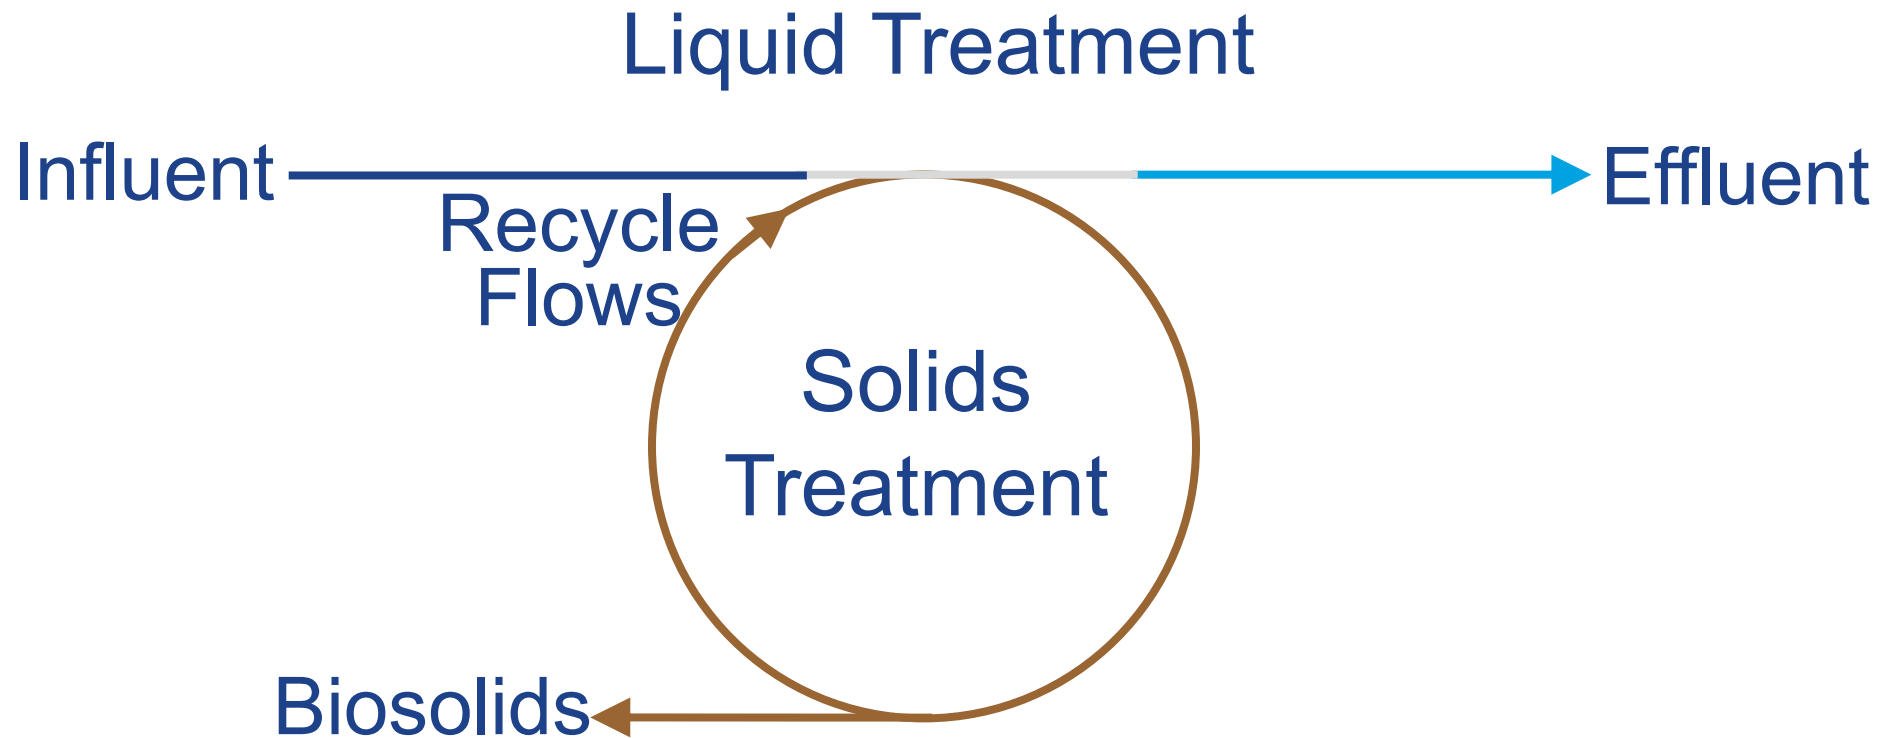 Liquid Treatment
Influent
Effluent
Recycle
Flows
Solids
Treatment
Biosolids